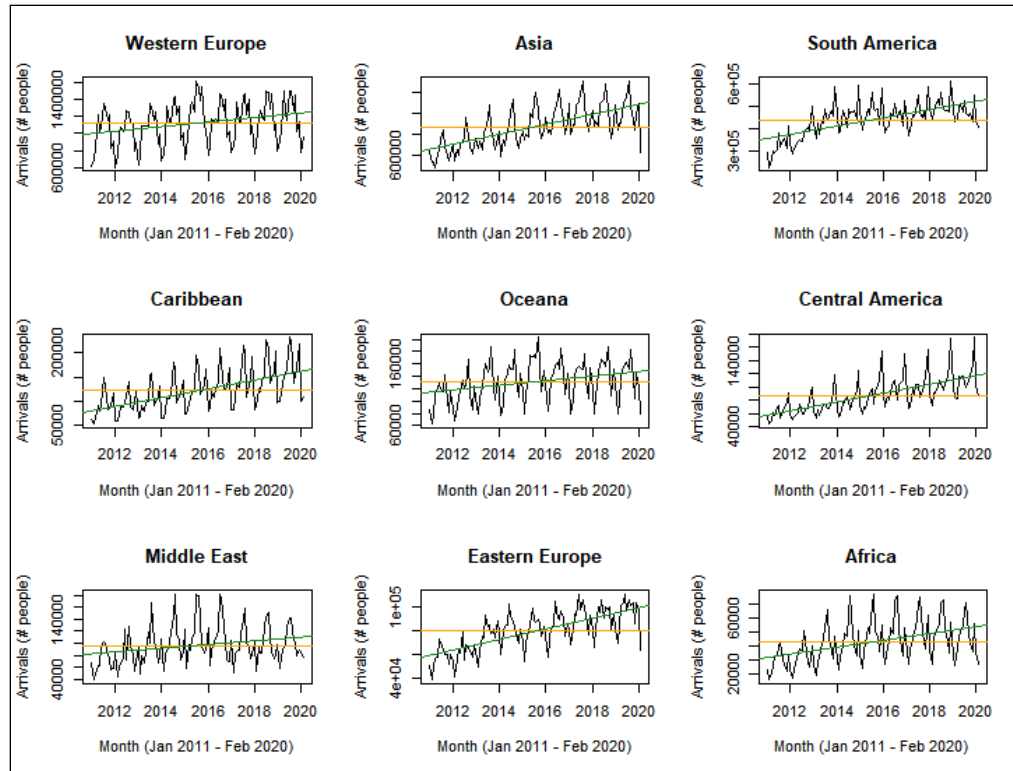 Western Europe
Arrivals (# people)
1400000
600000
2012 2014 2016 2018 2020
Month (Jan 2011 - Feb 2020)
Asia
Arrivals (# people)
600000
2012 2014 2016 2018 2020
Month (Jan 2011 - Feb 2020)
South America
Arrivals (# people)
6e+05
3e+05
2012 2014 2016 2018 2020
Month (Jan 2011 - Feb 2020)
Caribbean
Arrivals (# people)
200000
50000
2012 2014 2016 2018 2020
Month (Jan 2011 - Feb 2020)
Oceana
Arrivals (# people)
160000
60000
2012 2014 2016 2018 2020
Month (Jan 2011 - Feb 2020)
Central America
Arrivals (# people)
140000
40000
2012 2014 2016 2018 2020
Month (Jan 2011 - Feb 2020)
Middle East
Arrivals (# people)
140000
40000
2012 2014 2016 2018 2020
Month (Jan 2011 - Feb 2020)
Eastern Europe
Arrivals (# people)
1e+05
4e+04
2012 2014 2016 2018 2020
Month (Jan 2011 - Feb 2020)
Africa
Arrivals (# people)
60000
20000
2012 2014 2016 2018 2020
Month (Jan 2011 - Feb 2020)